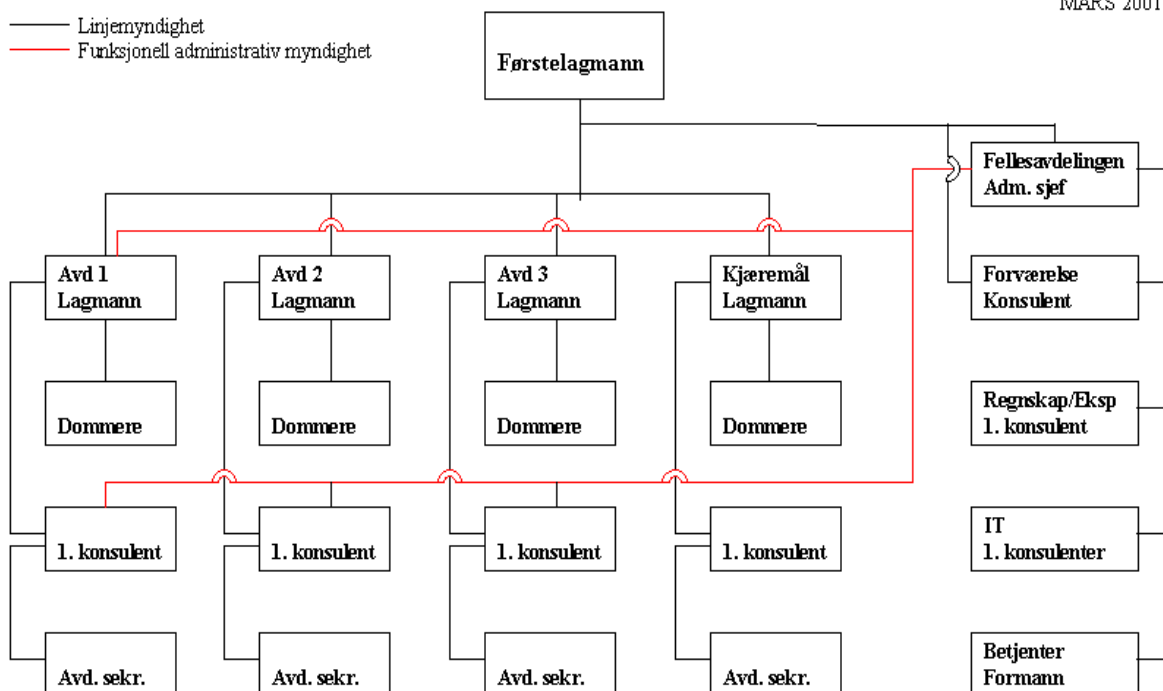 MARS 2001
Linjemyndighet
Funksjonell administrativ myndighet
Førstelagmann
Fellesavdelingen
Adm. sjef
Avd 1
Lagmann
Avd 2
Lagmann
Avd 3
Lagmann
Kjæremål
Lagmann
Forværelse
Konsulent
Dommere
Dommere
Dommere
Dommere
Regnskap/Eksp
1. konsulent
1. konsulent
1. konsulent
1. konsulent
1. konsulent
IT
1. konsulenter
Avd. sekr.
Avd. sekr.
Avd. sekr.
Avd. sekr.
Betjenter
Formann